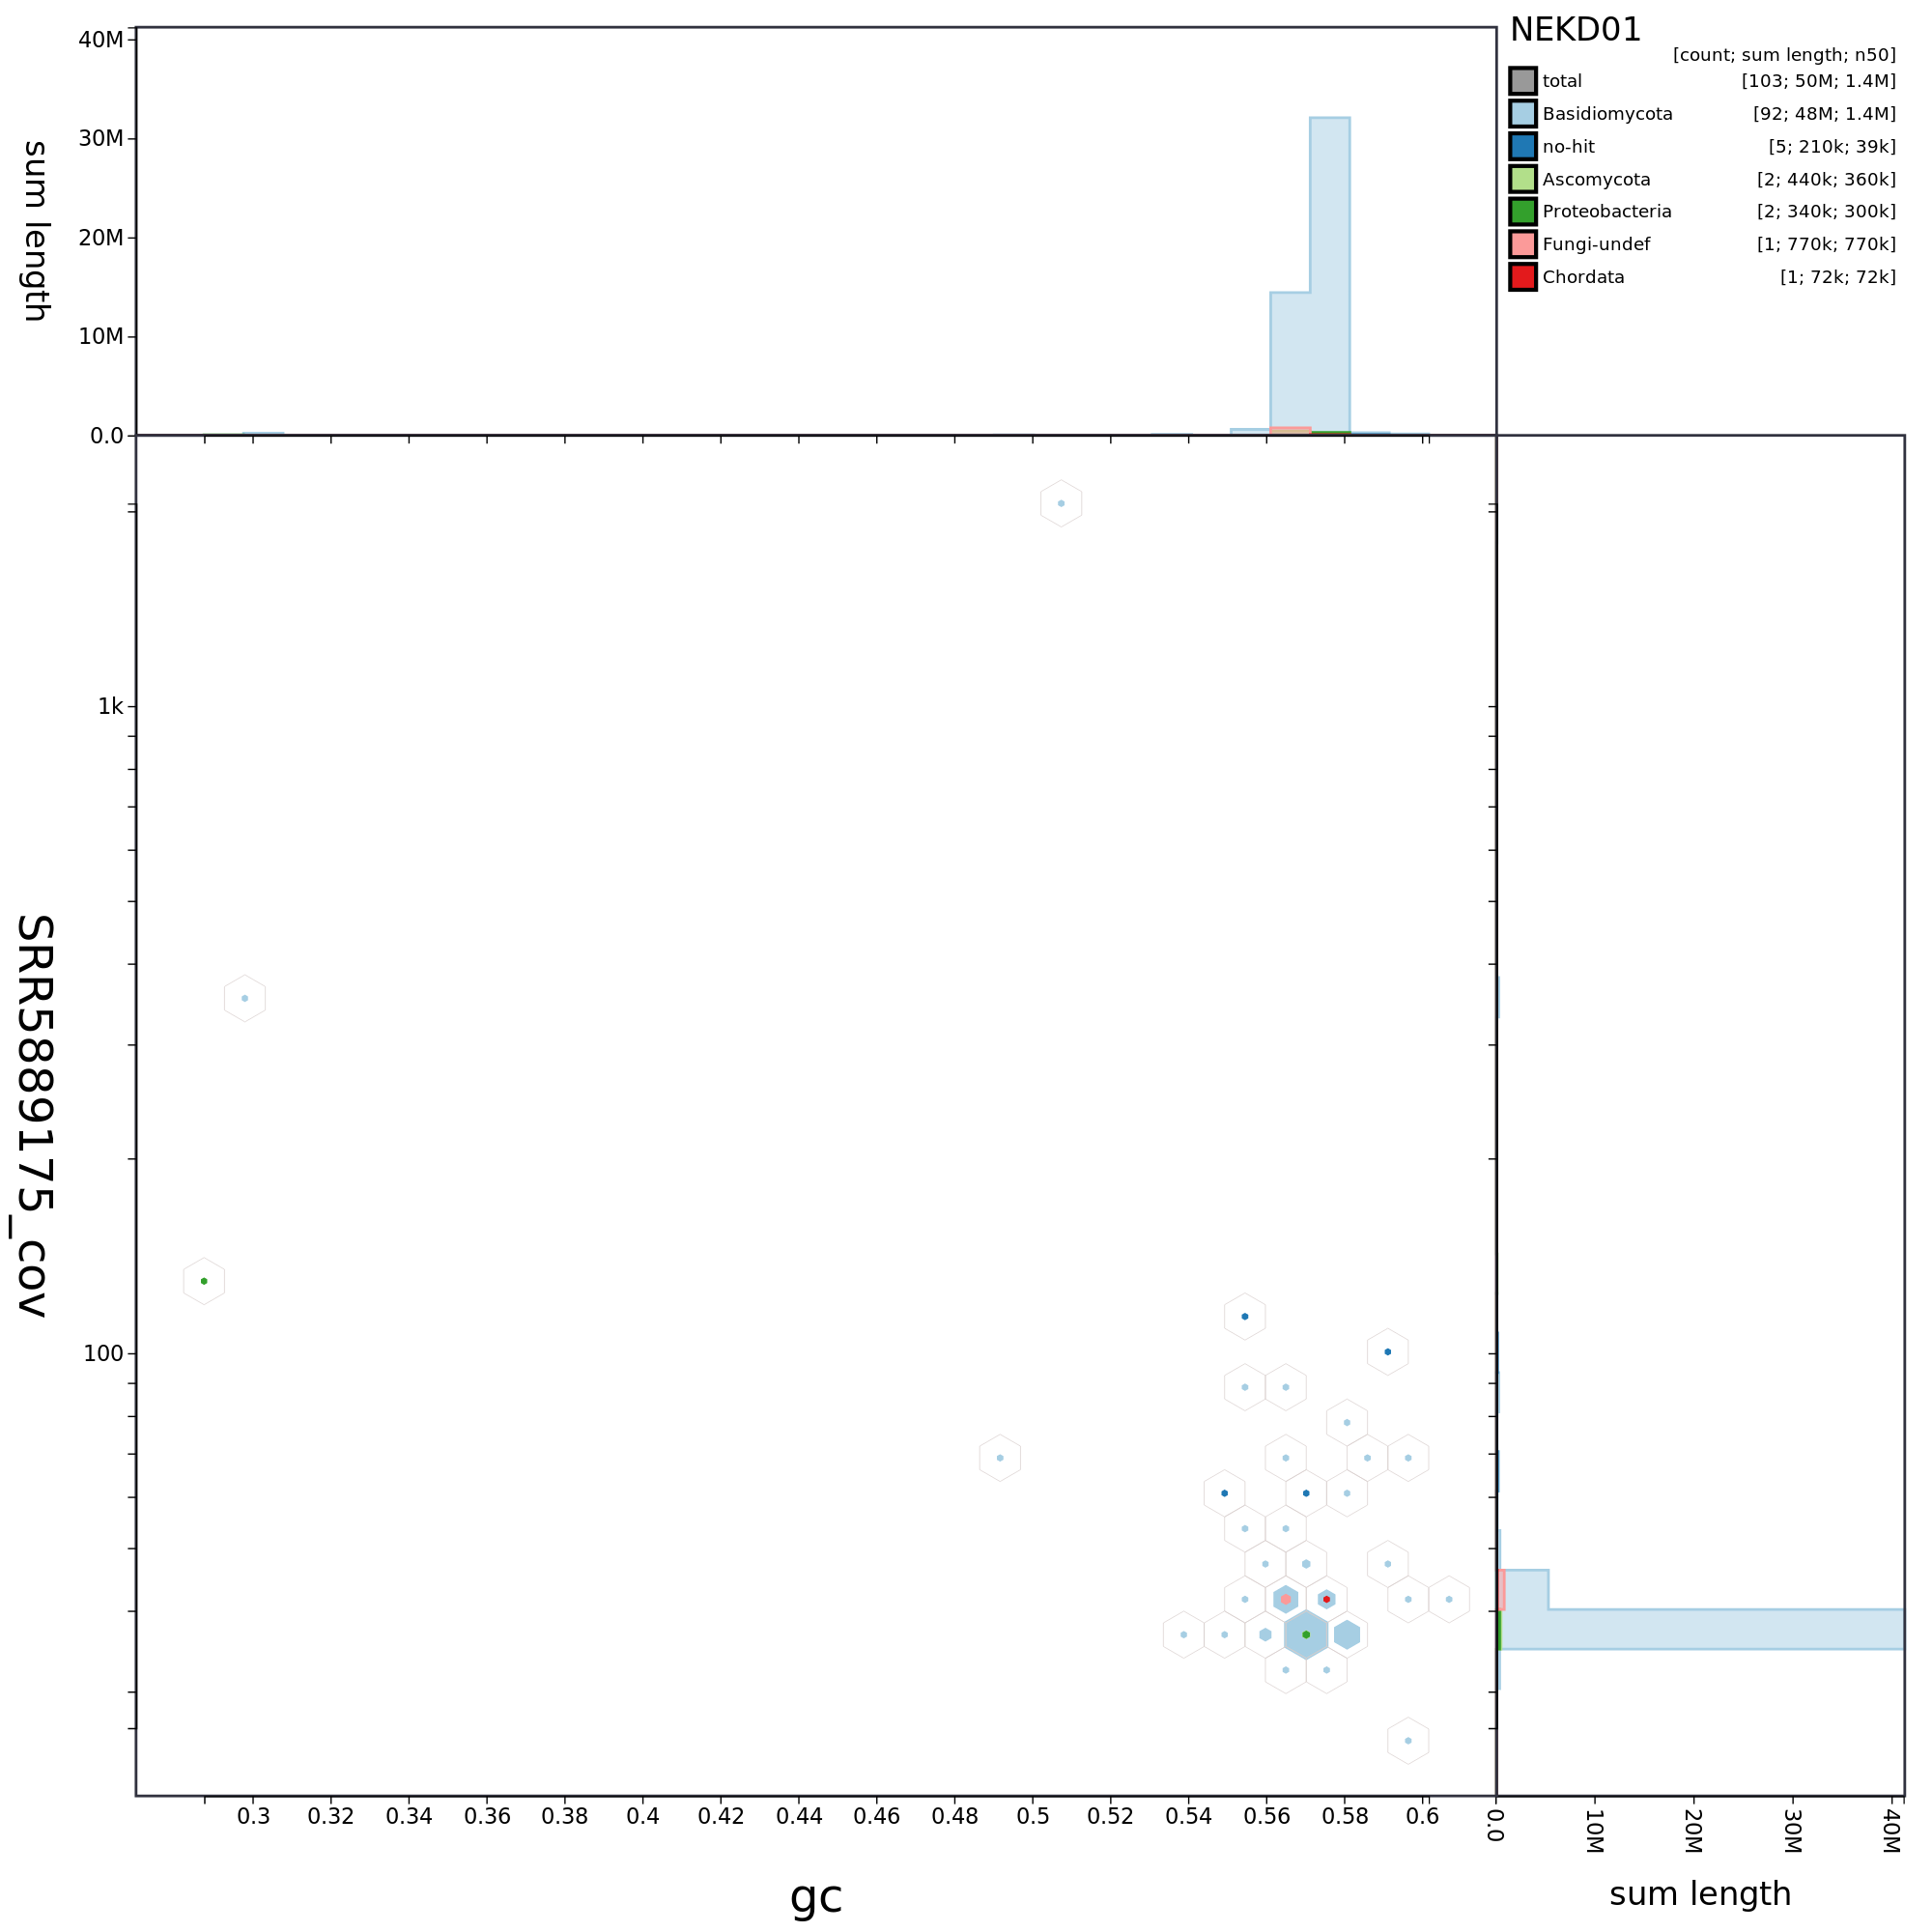 NEKD01
[count; sum length; n50]
total [103; 50M; 1.4M]
Basidiomycota [92; 48M; 1.4M]
no-hit [5; 210k; 39k]
Ascomycota [2; 440k; 360k]
Proteobacteria [2; 340k; 300k]
Fungi-undef [1; 770k; 770k]
Chordata [1; 72k; 72k]
sum length
40M
30M
20M
10M
0.0
SRR5889175_cov
1k
100
0.3 0.32 0.34 0.36 0.38 0.4 0.42 0.44 0.46 0.48 0.5 0.52 0.54 0.56 0.58 0.6
gc
0.0 10M 20M 30M 40M
sum length